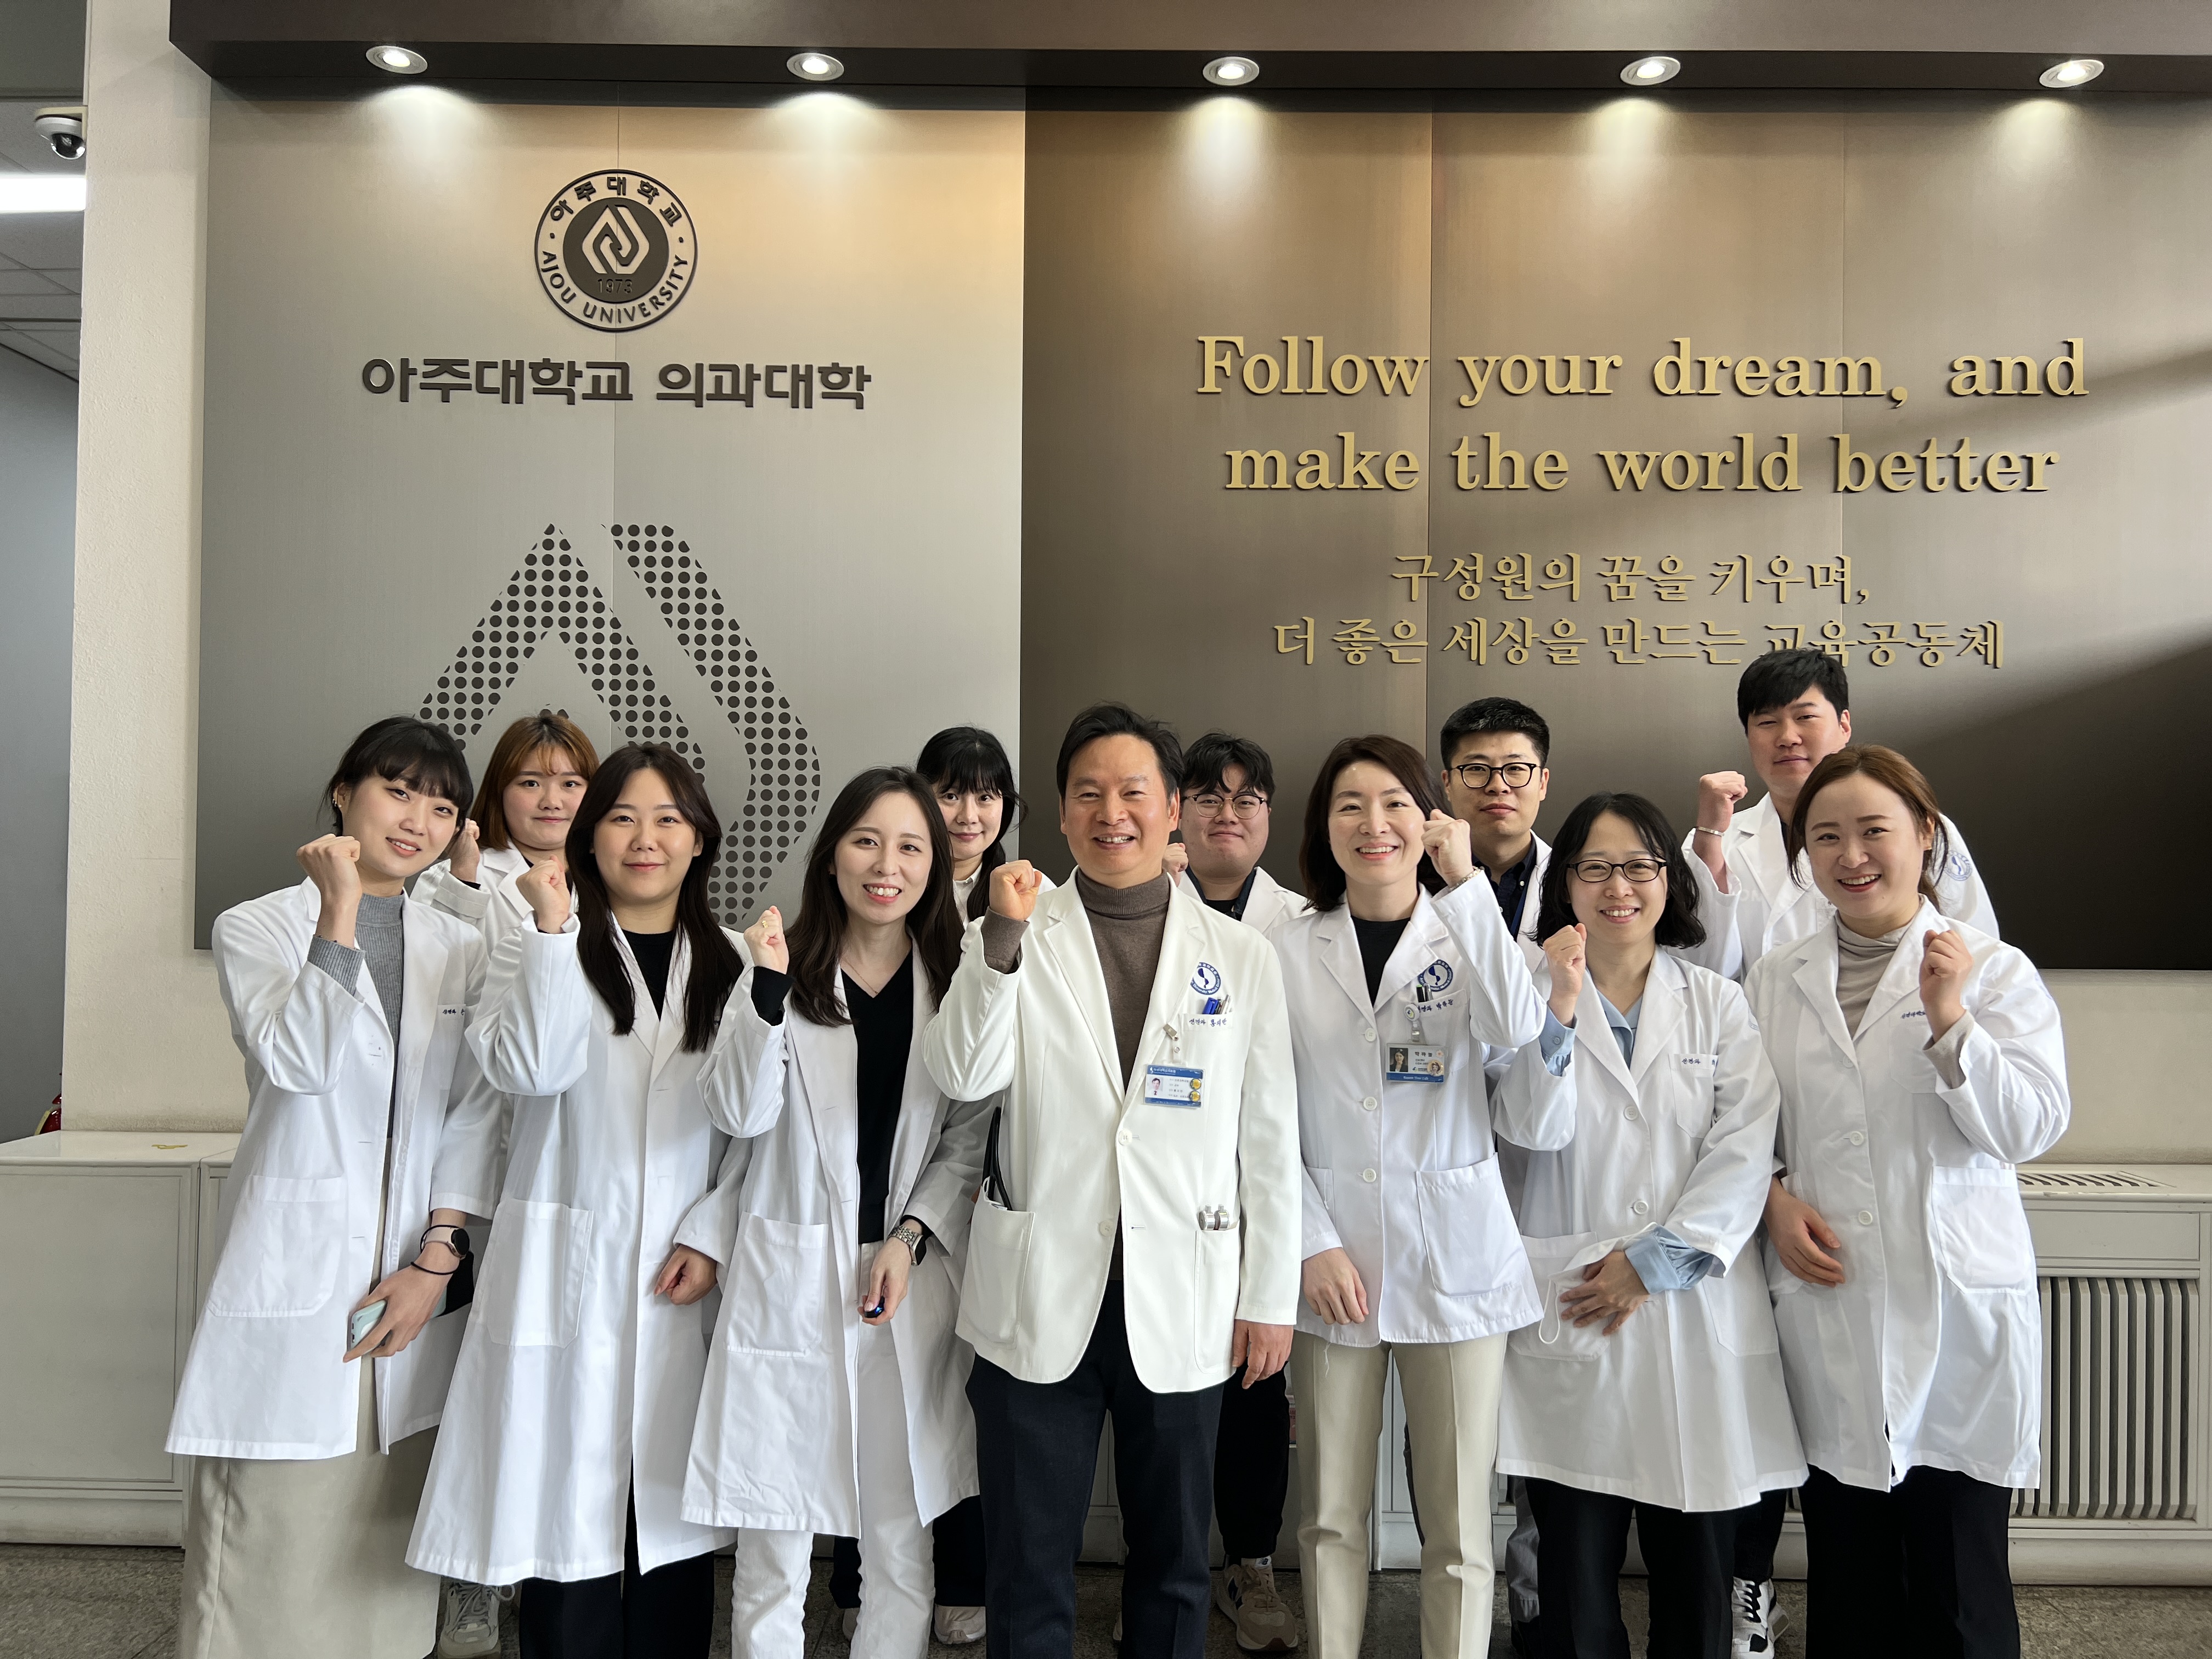 아주대학교
AJOU UNIVERSITY
1973
아주대학교 의과대학
Follow your dream, and
make the world better
구성원의 꿈을 키우며,
더 좋은 세상을 만드는 교육공동체